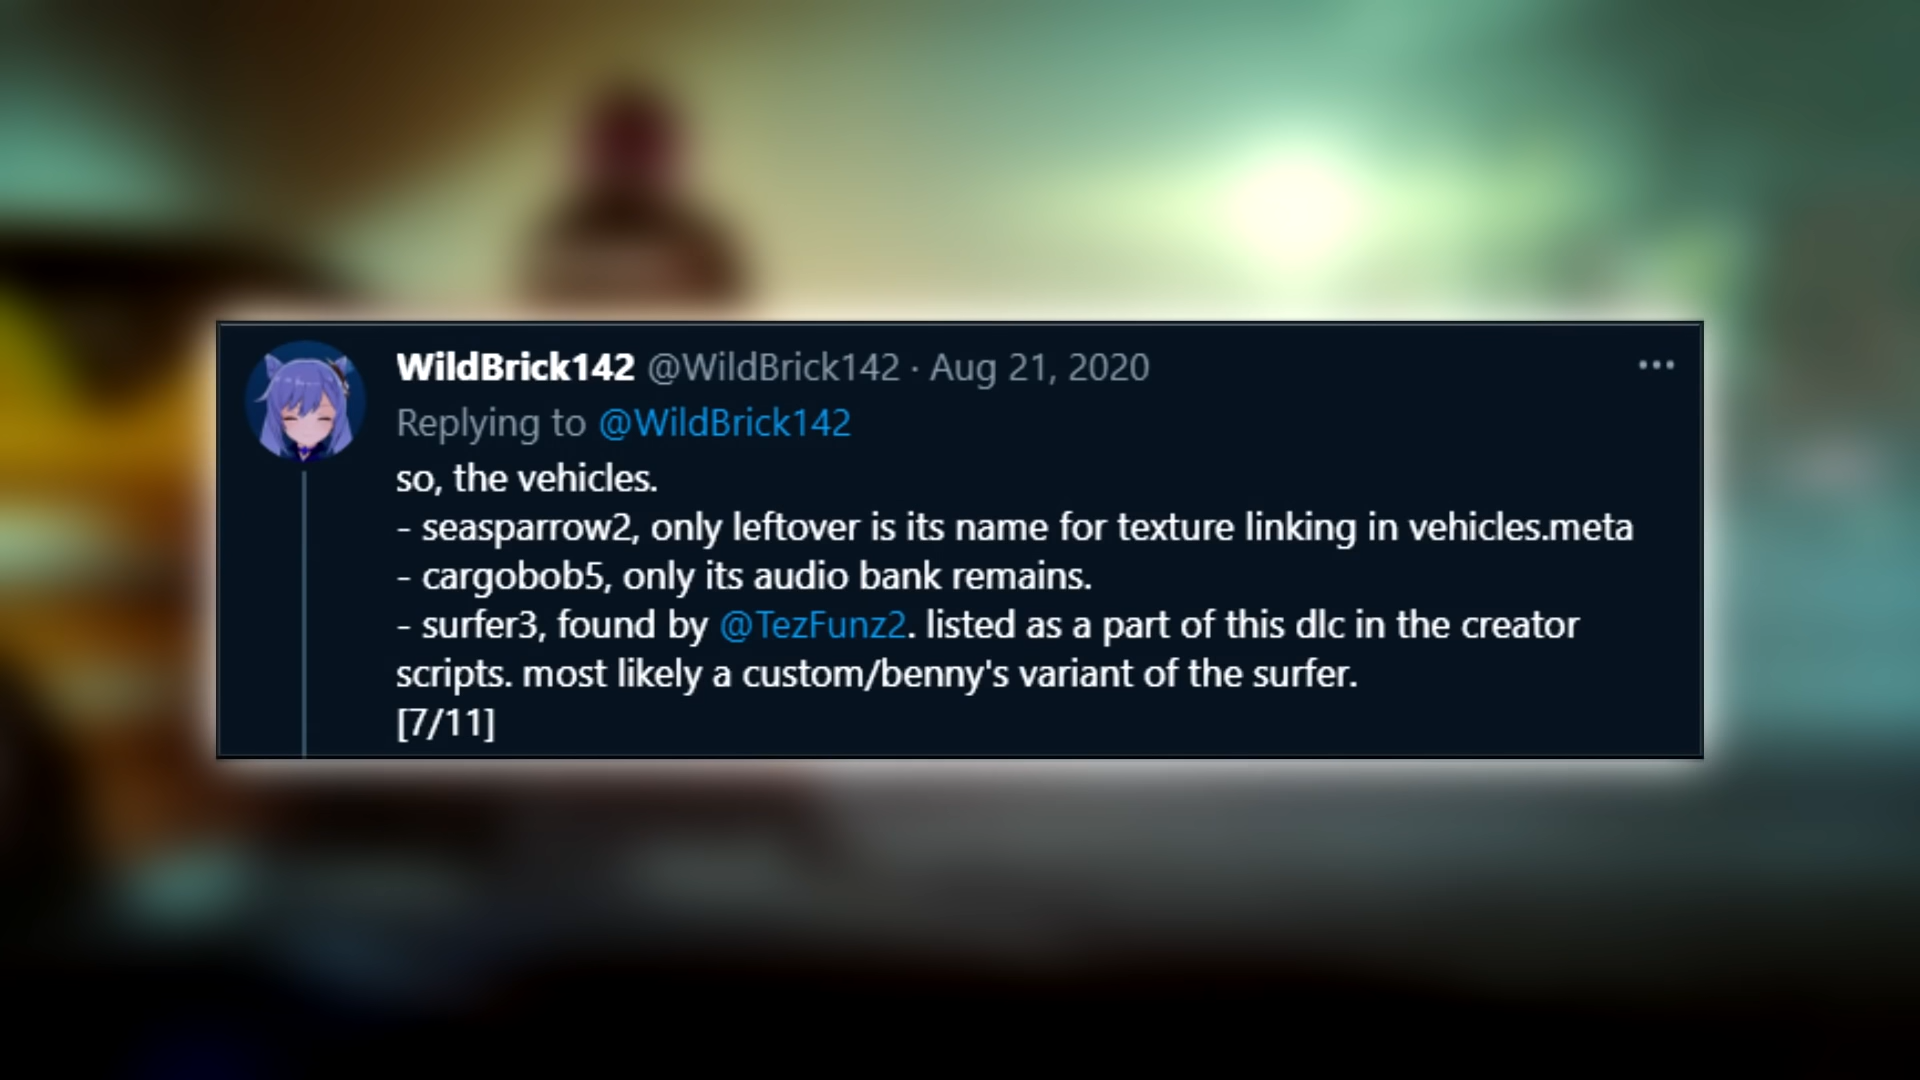 WildBrick142 @WildBrick142 · Aug 21, 2020
Replying to @WildBrick142
so, the vehicles.
- seasparrow2, only leftover is its name for texture linking in vehicles.meta
- cargobob5, only its audio bank remains.
- surfer3, found by @TezFunz2. listed as a part of this dlc in the creator
scripts. most likely a custom/benny's variant of the surfer.
[7/11]